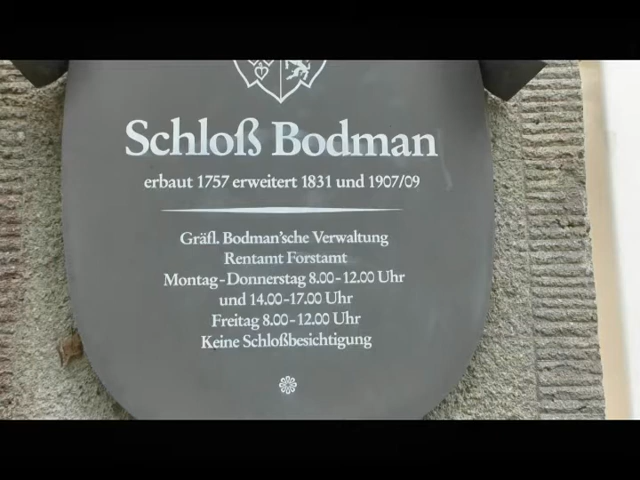 Schloß Bodman
erbaut 1757 erweitert 1831 und 1907/09
Gräfl. Bodman'sche Verwaltung
Rentamt Forstamt
Montag-Donnerstag 8.00-12.00 Uhr
und 14.00-17.00 Uhr
Freitag 8.00-12.00 Uhr
Keine Schloßbesichtigung